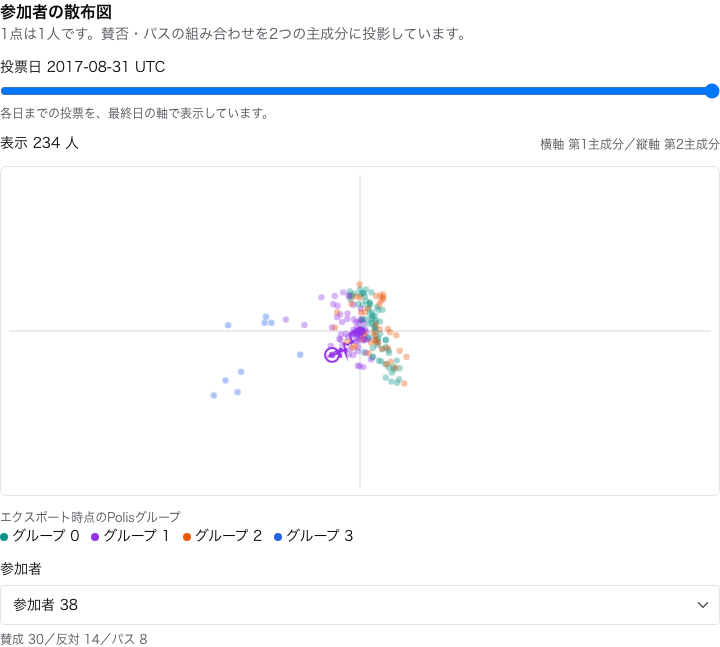 参加者の散布図
1点は1人です。賛否・パスの組み合わせを2つの主成分に投影しています。
投票日 2017-08-31 UTC
各日までの投票を、最終日の軸で表示しています。
表示 234 人
横軸 第1主成分／縦軸 第2主成分
エクスポート時点のPolisグループ
グループ 0 グループ 1 グループ 2 グループ 3
参加者
参加者 38
賛成 30／反対 14／パス 8